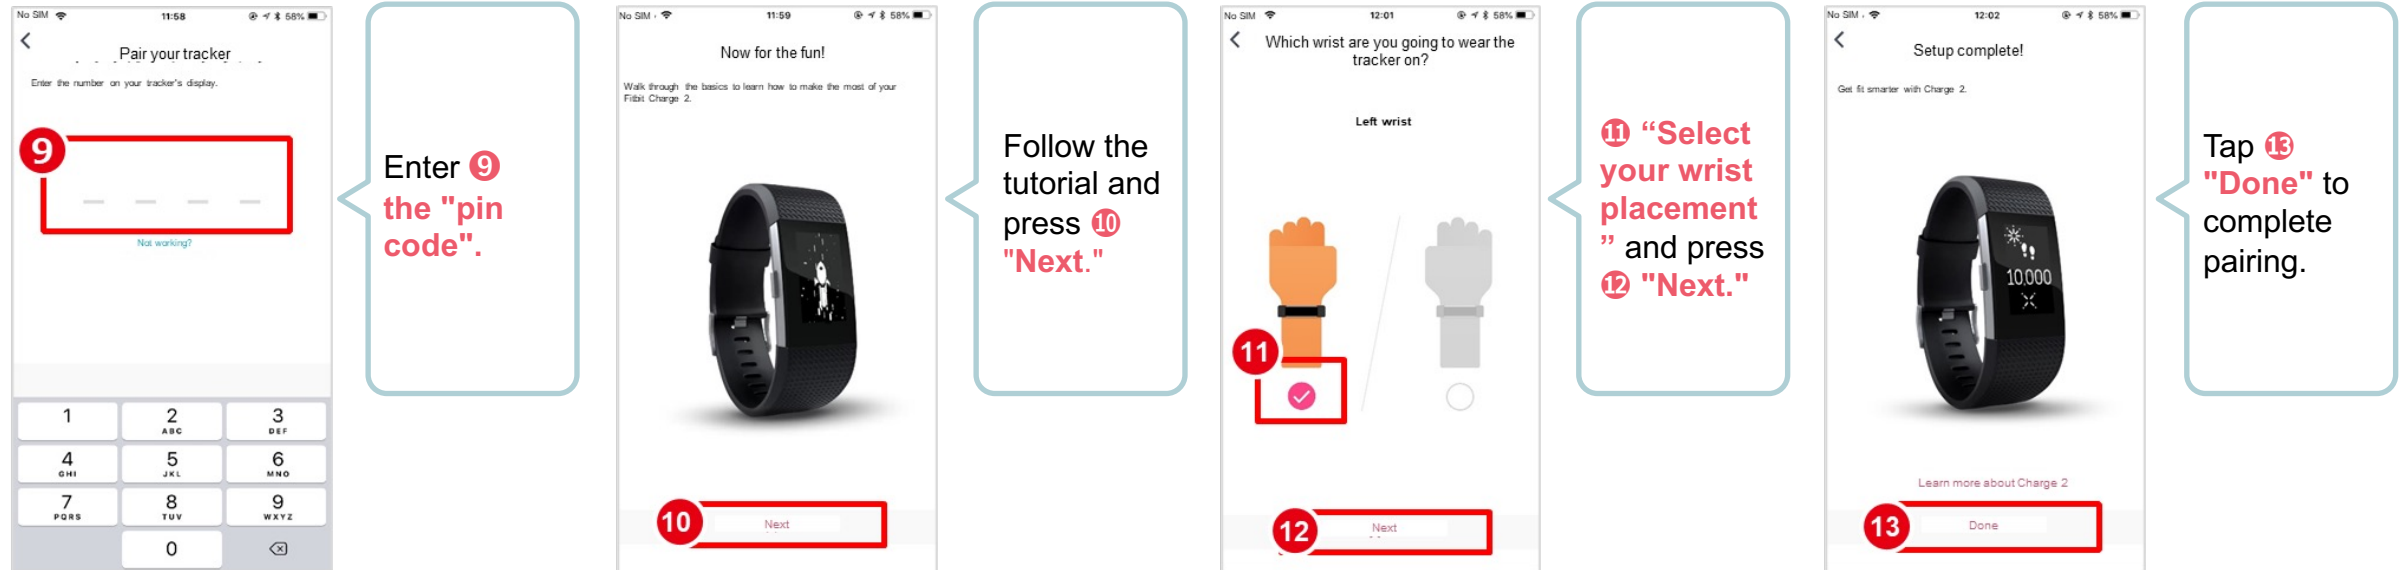 No SIM 11:58 58%
Pair your tracker
Enter the number on your tracker's display.
9
Not working?
1
2
ABC
3
DEF
4
GHI
5
JKL
6
MNO
7
PQRS
8
TUV
9
WXYZ
0
Enter ❾
the "pin
code".
No SIM 11:59 58%
Now for the fun!
Walk through the basics to learn how to make the most of your
Fitbit Charge 2.
10
Next
Follow the
tutorial and
press ❿
"Next."
No SIM 12:01 58%
Which wrist are you going to wear the
tracker on?
Left wrist
11
12
Next
⓫ “Select
your wrist
placement
” and press
⓬ "Next."
No SIM 12:02 58%
Setup complete!
Get fit smarter with Charge 2.
10,000
Learn more about Charge 2
13
Done
Tap ⓭
"Done" to
complete
pairing.